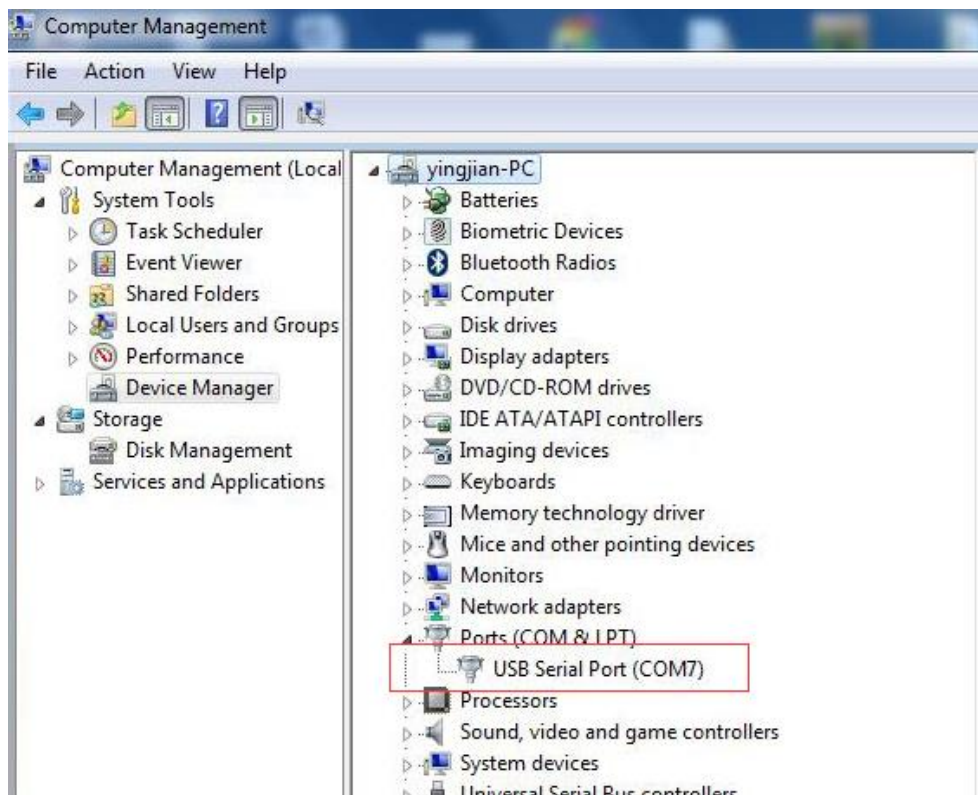 Computer Management
File Action View Help
Computer Management (Local
System Tools
Task Scheduler
Event Viewer
Shared Folders
Local Users and Groups
Performance
Device Manager
Storage
Disk Management
Services and Applications
yingjian-PC
Batteries
Biometric Devices
Bluetooth Radios
Computer
Disk drives
Display adapters
DVD/CD-ROM drives
IDE ATA/ATAPI controllers
Imaging devices
Keyboards
Memory technology driver
Mice and other pointing devices
Monitors
Network adapters
Ports (COM & LPT)
USB Serial Port (COM7)
Processors
Sound, video and game controllers
System devices
Universal Serial Bus controllers